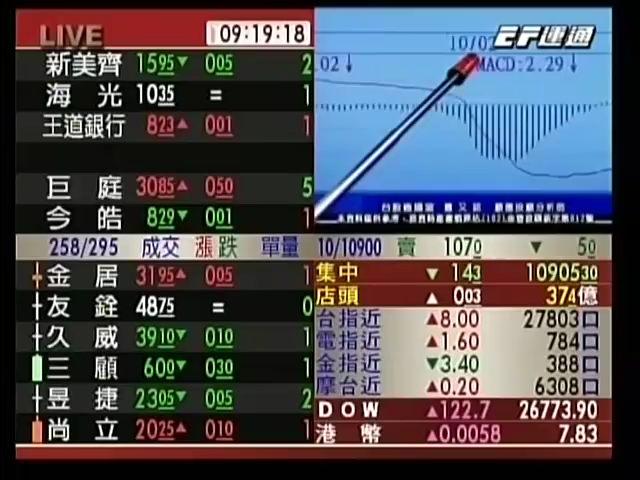 LIVE
09:19:18
新美齊 1595▼ 005 2
海光 1035 = 1
王道銀行 823▲ 001 1
巨庭 3085▲ 050 5
今皓 829▼ 001 1
258/295 成交 漲跌 單量
金居 3195▲ 005 1
友銓 4875 = 0
久威 3910▼ 010 1
三顧 600▼ 030 1
昱捷 2305▼ 005 2
尚立 2025▲ 010 1
運通
10/02
02↓
MACD:2.29↓
10/10900 賣 1070 ▼ 50
集中 ▼ 143 1090530
店頭 ▲ 003 374億
台指近 ▲8.00 27803口
電指近 ▲1.60 784口
金指近 ▼3.40 388口
摩台近 ▲0.20 6308口
DOW ▲122.7 26773.90
港幣 ▲0.0058 7.83